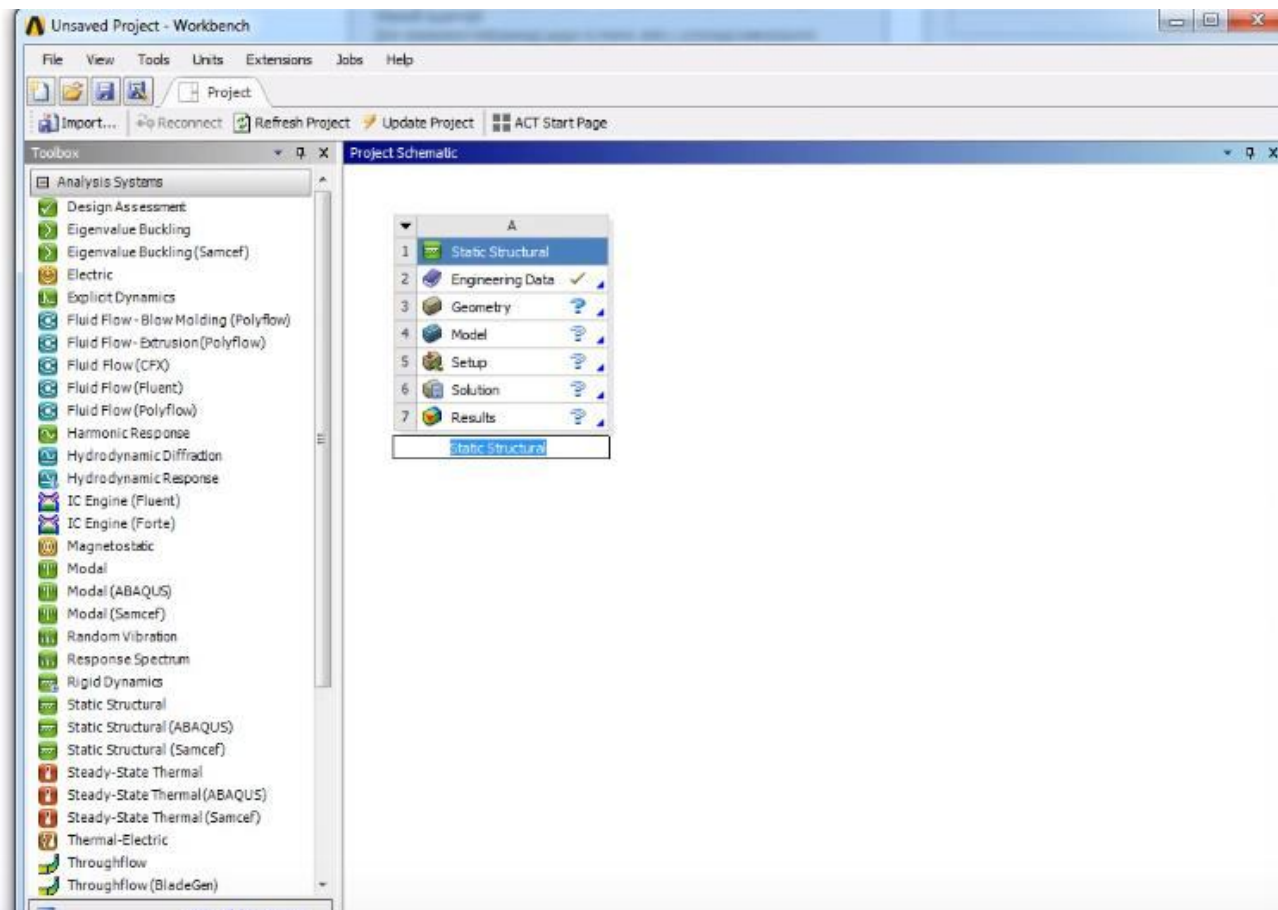 Unsaved Project - Workbench
File View Tools Units Extensions Jobs Help
Project
Import... Reconnect Refresh Project Update Project ACT Start Page
Toolbox
Project Schematic
Analysis Systems
Design Assessment
Eigenvalue Buckling
Eigenvalue Buckling (Samcef)
Electric
Explicit Dynamics
Fluid Flow - Blow Molding (Polyflow)
Fluid Flow - Extrusion (Polyflow)
Fluid Flow (CFX)
Fluid Flow (Fluent)
Fluid Flow (Polyflow)
Harmonic Response
Hydrodynamic Diffraction
Hydrodynamic Response
IC Engine (Fluent)
IC Engine (Forte)
Magnetostatic
Modal
Modal (ABAQUS)
Modal (Samcef)
Random Vibration
Response Spectrum
Rigid Dynamics
Static Structural
Static Structural (ABAQUS)
Static Structural (Samcef)
Steady-State Thermal
Steady-State Thermal (ABAQUS)
Steady-State Thermal (Samcef)
Thermal-Electric
Throughflow
Throughflow (BladeGen)
A
1 Static Structural
2 Engineering Data
3 Geometry
4 Model
5 Setup
6 Solution
7 Results
Static Structural